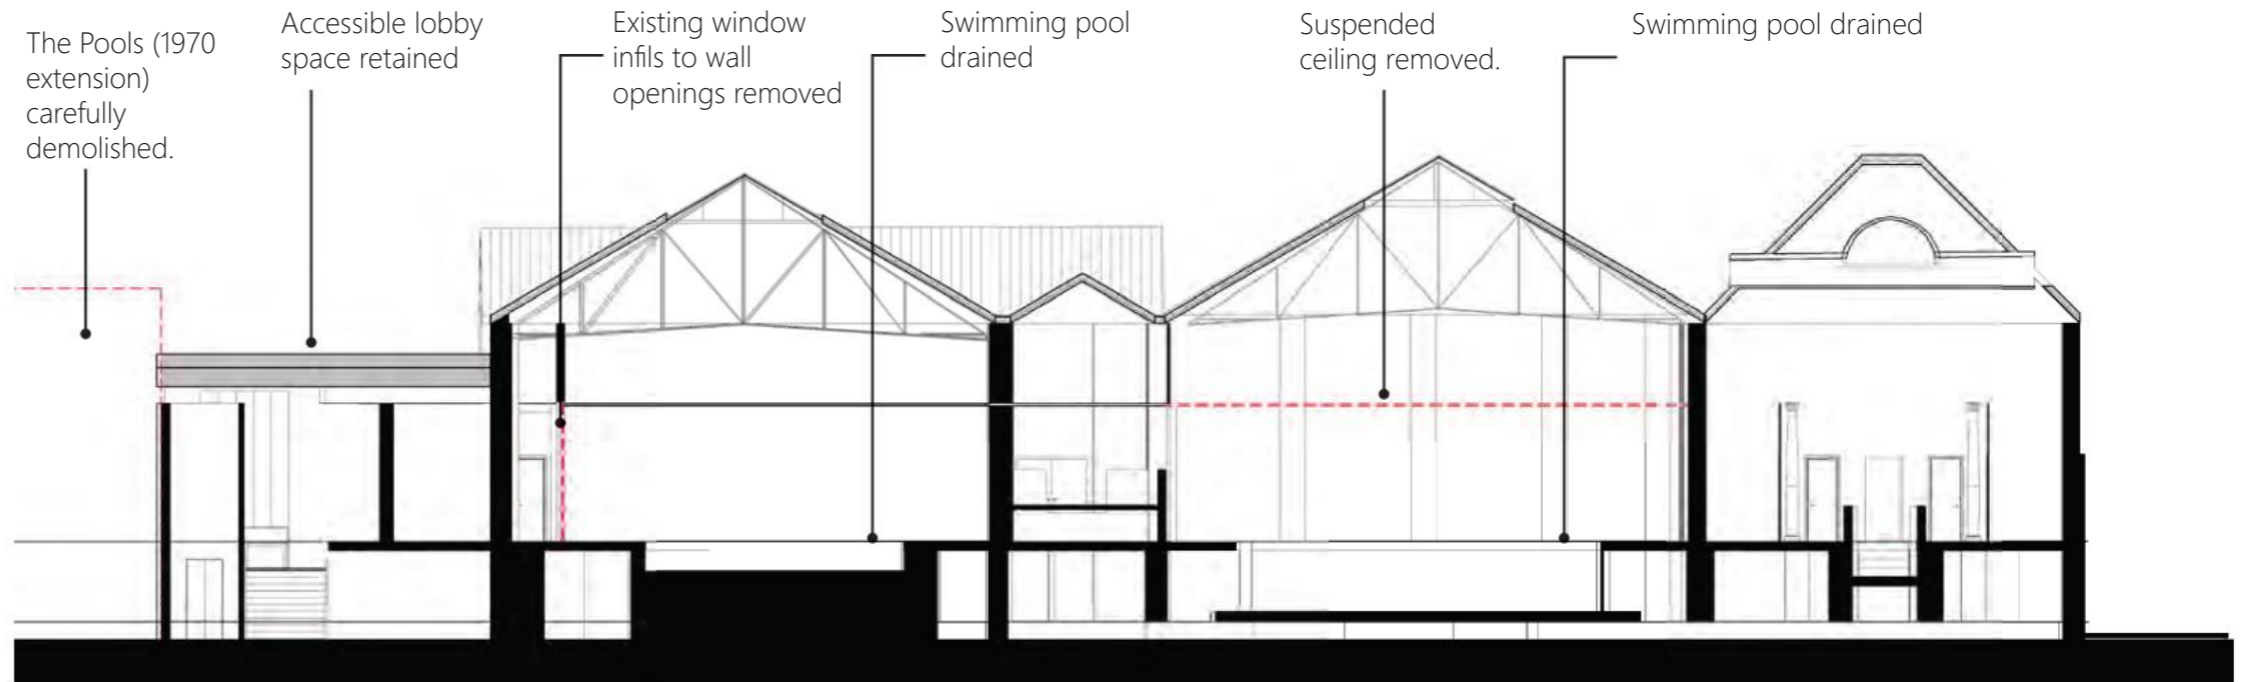 The Pools (1970
extension)
carefully
demolished.
Accessible lobby
space retained
Existing window
infils to wall
openings removed
Swimming pool
drained
Suspended
ceiling removed.
Swimming pool drained